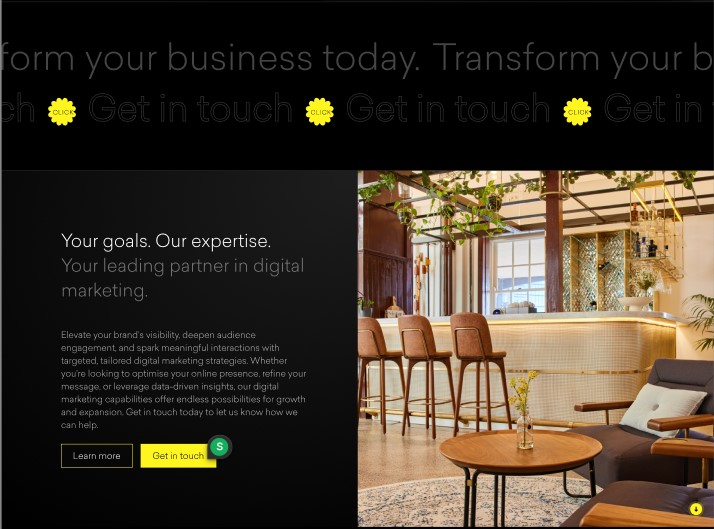 form your business today. Transform your b
ch CLICK Get in touch CLICK Get in touch CLICK Get in
Your goals. Our expertise.
Your leading partner in digital
marketing.
Elevate your brand's visibility, deepen audience
engagement, and spark meaningful interactions with
targeted, tailored digital marketing strategies. Whether
you're looking to optimise your online presence, refine your
message, or leverage data-driven insights, our digital
marketing capabilities offer endless possibilities for growth
and expansion. Get in touch today to let us know how we
can help.
Learn more Get in touch S